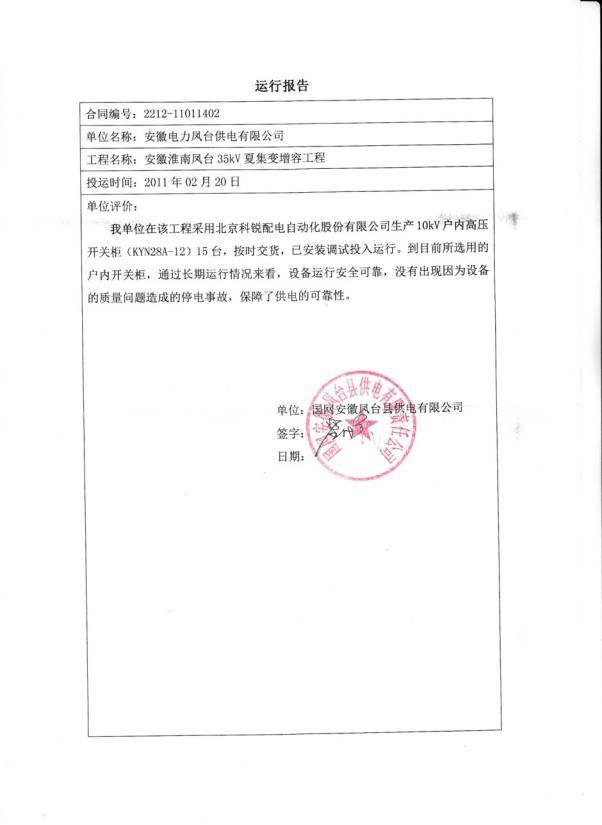 运行报告
合同编号：2212-11011402
单位名称：安徽电力凤台供电有限公司
工程名称：安徽淮南凤台 35kV 夏集变增容工程
投运时间：2011 年 02 月 20 日
单位评价：
我单位在该工程采用北京科锐配电自动化股份有限公司生产 10kV 户内高压
开关柜（KYN28A-12）15 台，按时交货，已安装调试投入运行。到目前所选用的
户内开关柜，通过长期运行情况来看，设备运行安全可靠，没有出现因为设备
的质量问题造成的停电事故，保障了供电的可靠性。
国网安徽凤台县供电有限责任公司
单位：国网安徽凤台县供电有限公司
签字：
日期：